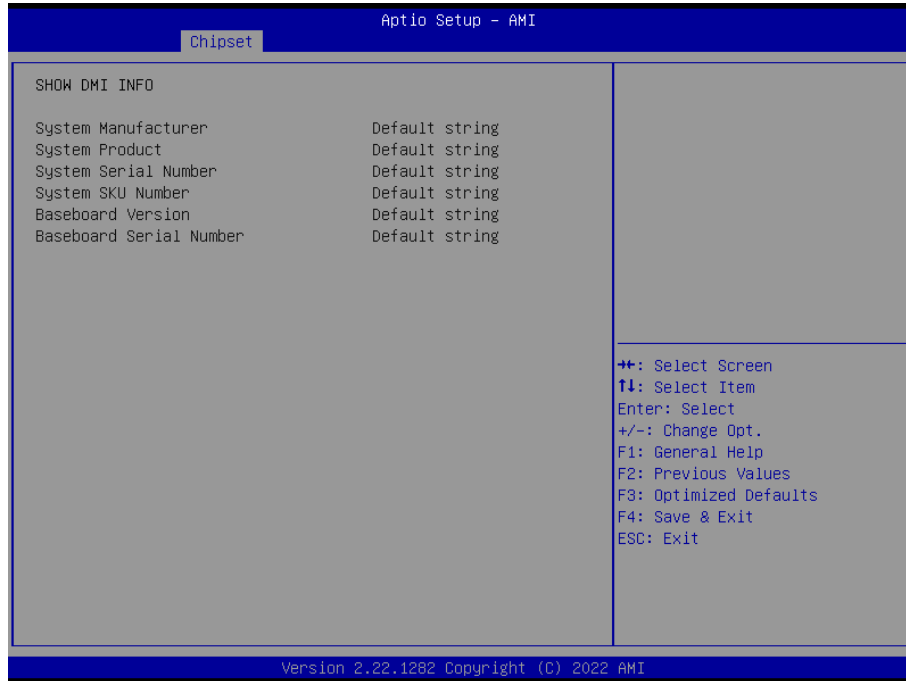 Aptio Setup – AMI
Chipset
SHOW DMI INFO
System Manufacturer Default string
System Product Default string
System Serial Number Default string
System SKU Number Default string
Baseboard Version Default string
Baseboard Serial Number Default string
→←: Select Screen
↑↓: Select Item
Enter: Select
+/-: Change Opt.
F1: General Help
F2: Previous Values
F3: Optimized Defaults
F4: Save & Exit
ESC: Exit
Version 2.22.1282 Copyright (C) 2022 AMI